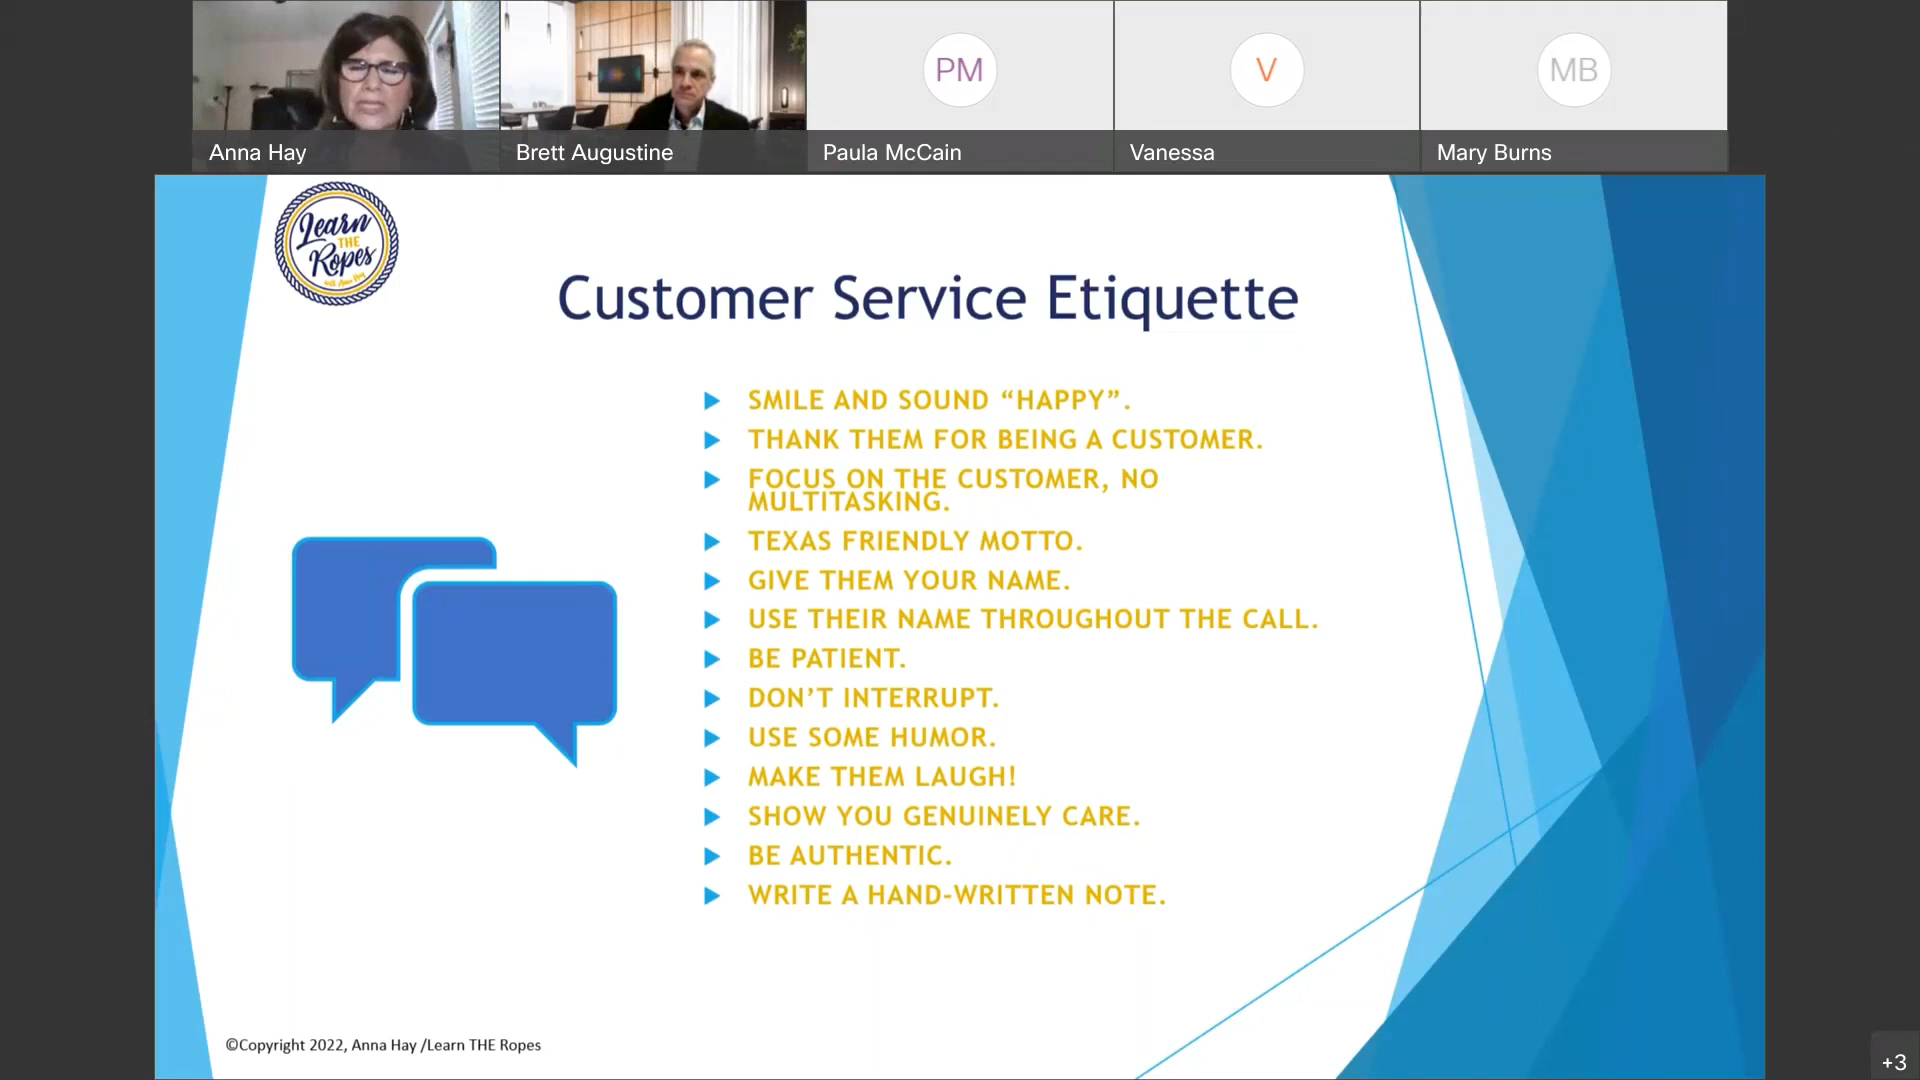 PM
V
MB
Anna Hay
Brett Augustine
Paula McCain
Vanessa
Mary Burns
Learn
THE
Ropes
with Anna Hay
Customer Service Etiquette
SMILE AND SOUND “HAPPY”.
THANK THEM FOR BEING A CUSTOMER.
FOCUS ON THE CUSTOMER, NO
MULTITASKING.
TEXAS FRIENDLY MOTTO.
GIVE THEM YOUR NAME.
USE THEIR NAME THROUGHOUT THE CALL.
BE PATIENT.
DON’T INTERRUPT.
USE SOME HUMOR.
MAKE THEM LAUGH!
SHOW YOU GENUINELY CARE.
BE AUTHENTIC.
WRITE A HAND-WRITTEN NOTE.
©Copyright 2022, Anna Hay /Learn THE Ropes
+3